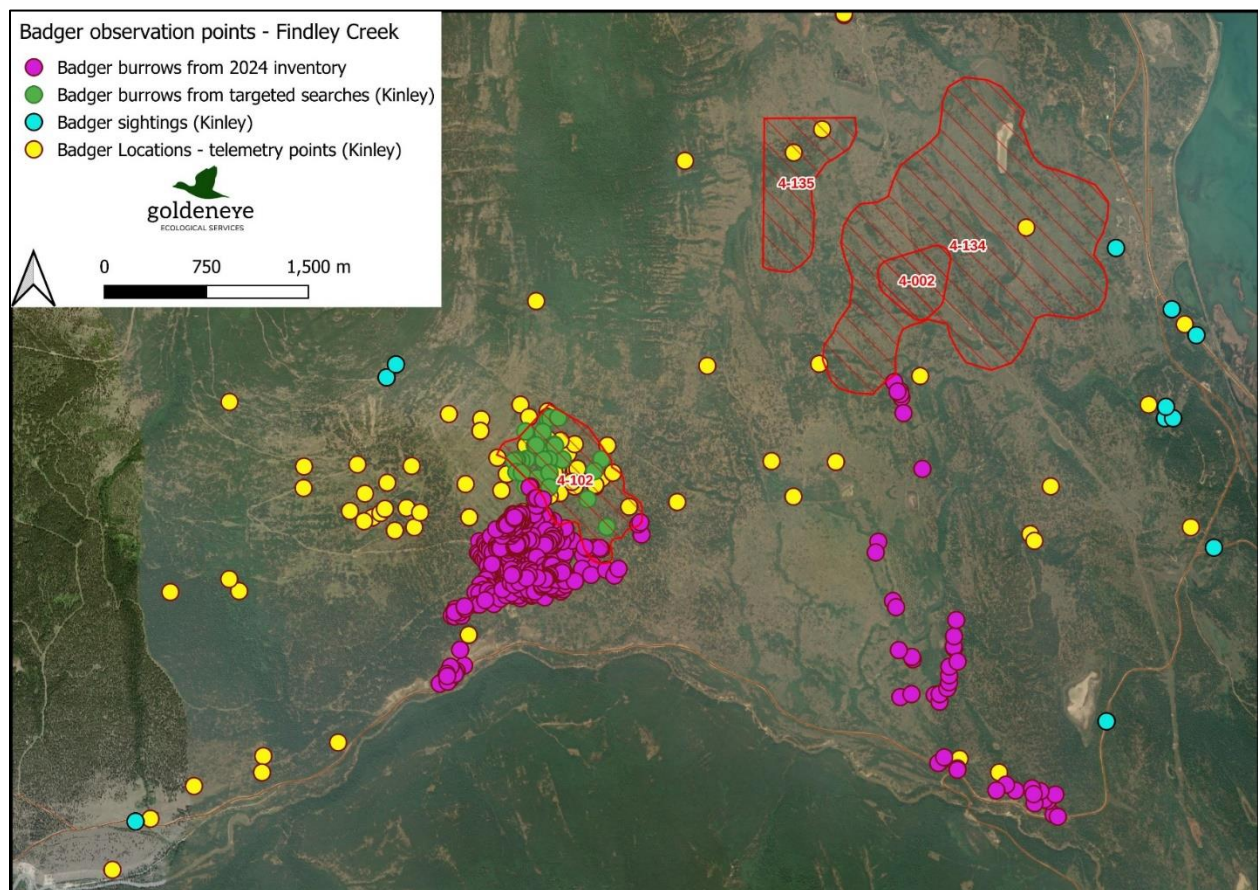 Badger observation points - Findley Creek
Badger burrows from 2024 inventory
Badger burrows from targeted searches (Kinley)
Badger sightings (Kinley)
Badger Locations - telemetry points (Kinley)
goldeneye
ECOLOGICAL SERVICES
0 750 1,500 m
4-135
4-134
4-002
4-102